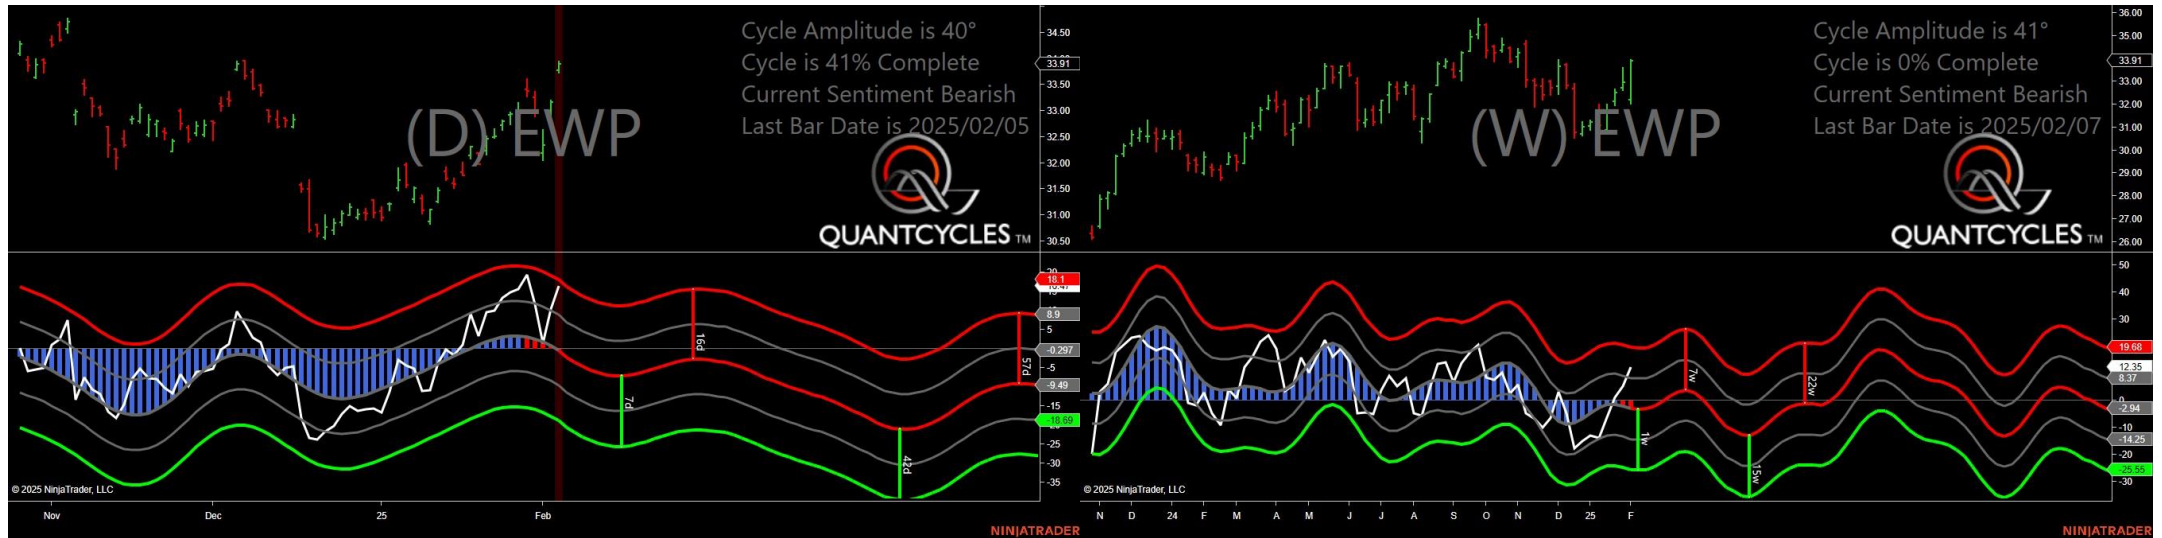 Cycle Amplitude is 40°
Cycle is 41% Complete
Current Sentiment Bearish
Last Bar Date is 2025/02/05
(D) EWP
QUANTCYCLES TM
34.50
33.91
33.50
33.00
32.50
32.00
31.50
31.00
30.50
20
18.1
8.9
5
-0.297
-5
-9.49
-15
-18.69
-25
-30
-35
16d
7d
42d
57d
© 2025 NinjaTrader, LLC
Nov
Dec
25
Feb
NINJATRADER
Cycle Amplitude is 41°
Cycle is 0% Complete
Current Sentiment Bearish
Last Bar Date is 2025/02/07
(W) EWP
QUANTCYCLES TM
36.00
35.00
33.91
33.00
32.00
31.00
30.00
29.00
28.00
27.00
26.00
50
40
30
19.68
12.35
8.37
0
-2.94
-10
-14.25
-20
-25.55
-30
7w
22w
1w
15w
© 2025 NinjaTrader, LLC
N D 24 F M A M J J A S O N D 25 F
NINJATRADER